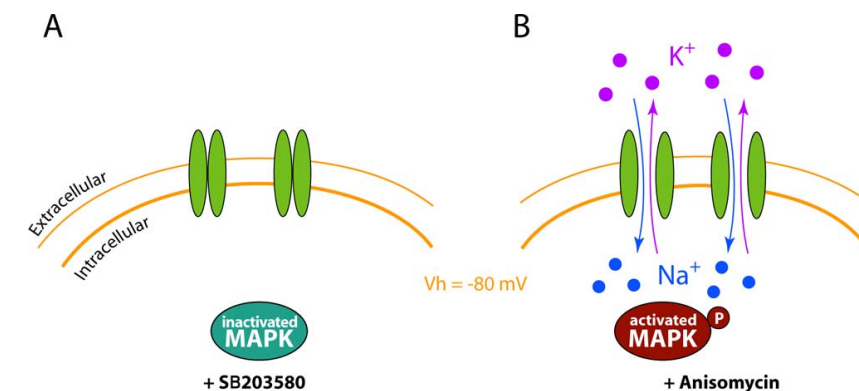 A
B
K+
Extracellular
Intracellular
Vh = -80 mV
Na+
inactivated
MAPK
activated
MAPK
P
+ SB203580
+ Anisomycin